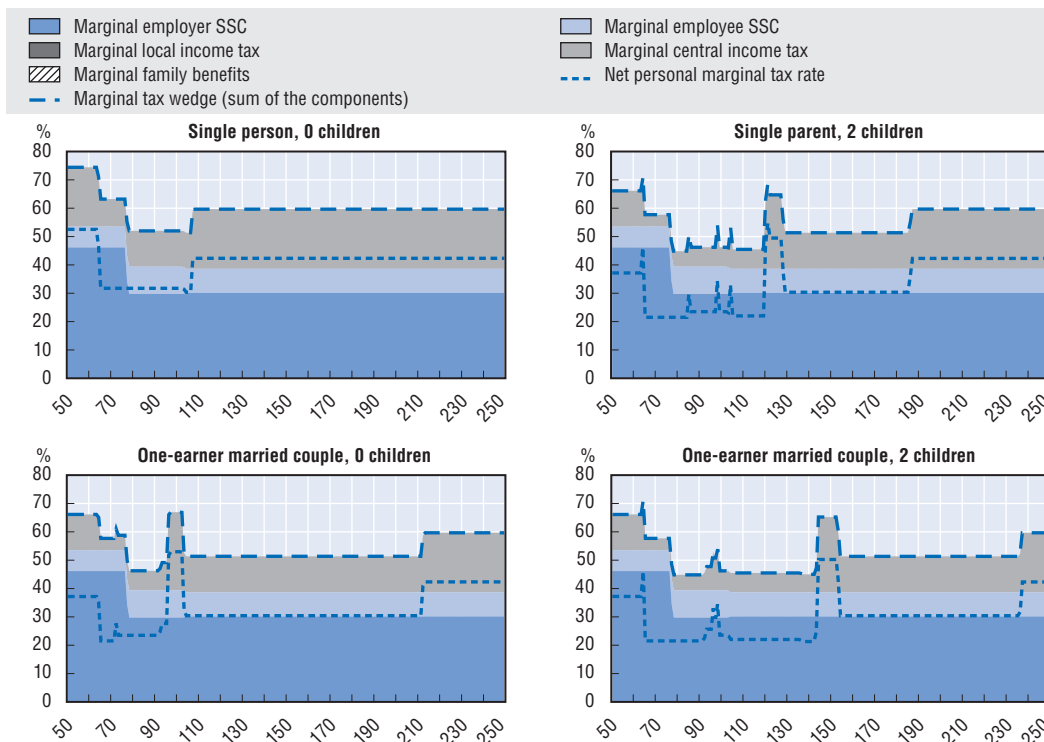 Marginal employer SSC
Marginal employee SSC
Marginal local income tax
Marginal central income tax
Marginal family benefits
Net personal marginal tax rate
Marginal tax wedge (sum of the components)
% Single person, 0 children
80
70
60
50
40
30
20
10
0
50 70 90 110 130 150 170 190 210 230 250
% Single parent, 2 children
80
70
60
50
40
30
20
10
0
50 70 90 110 130 150 170 190 210 230 250
% One-earner married couple, 0 children
80
70
60
50
40
30
20
10
0
50 70 90 110 130 150 170 190 210 230 250
% One-earner married couple, 2 children
80
70
60
50
40
30
20
10
0
50 70 90 110 130 150 170 190 210 230 250